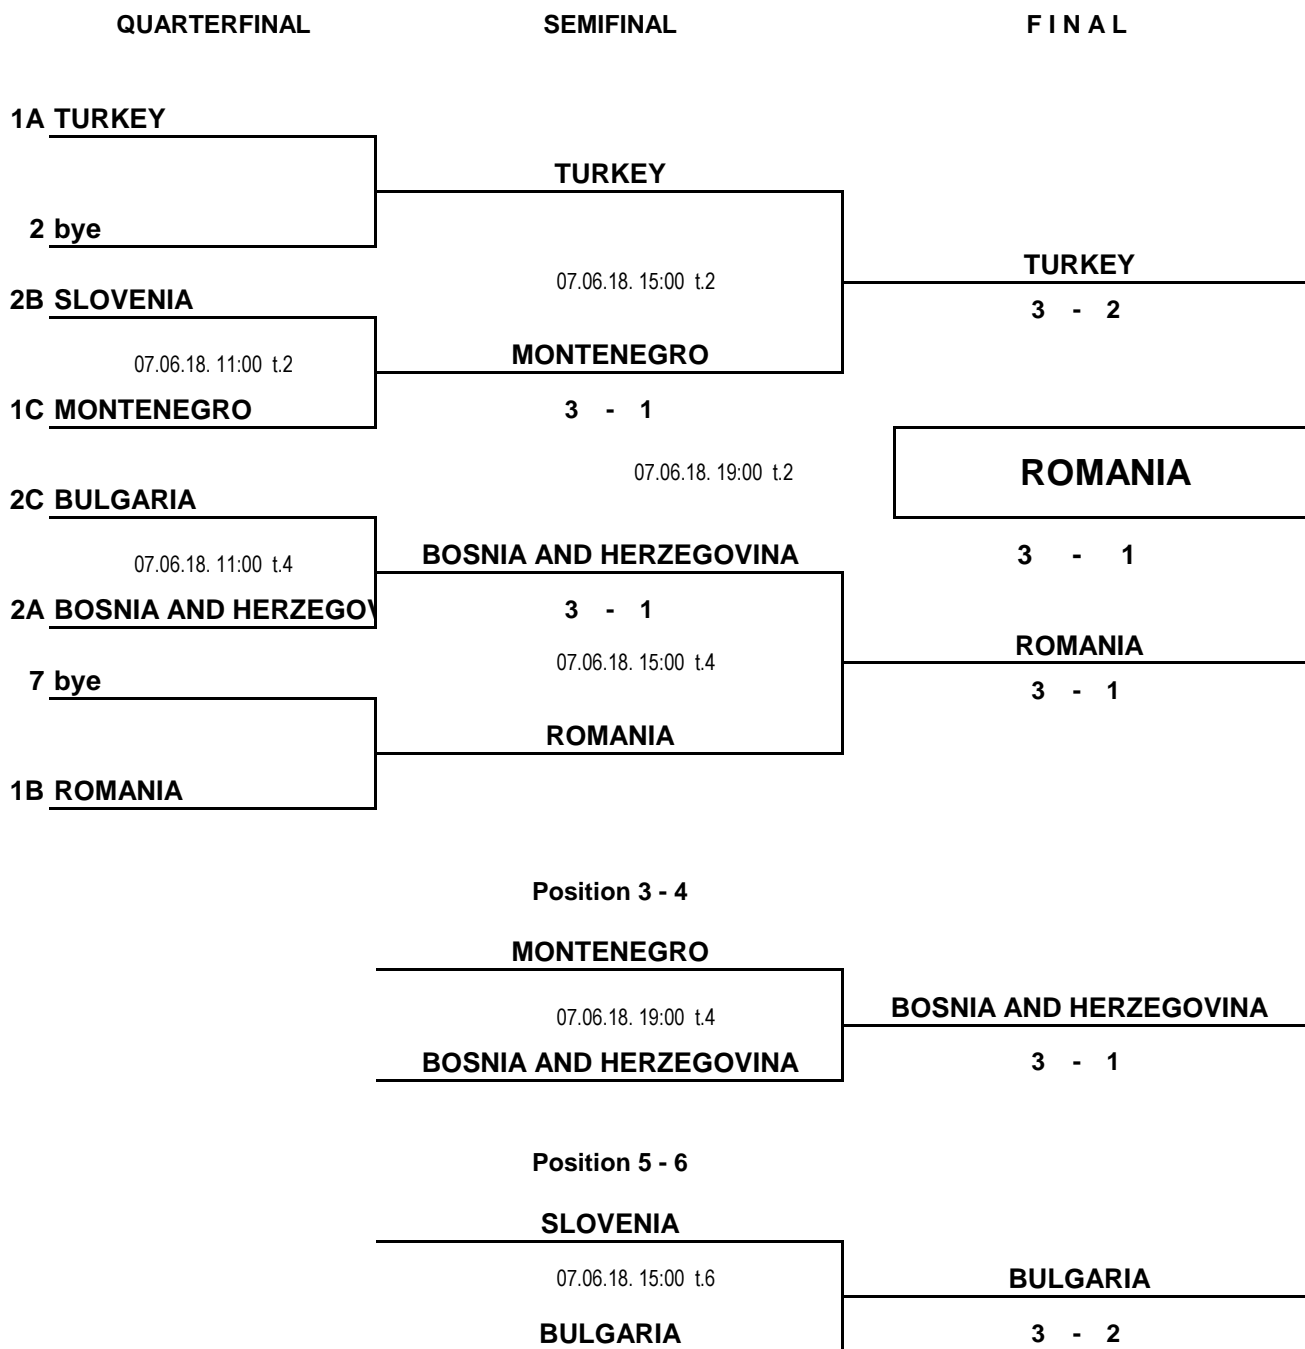 QUARTERFINAL SEMIFINAL F I N A L
1A TURKEY
TURKEY
2 bye
TURKEY
07.06.18. 15:00 t.2
2B SLOVENIA
3 - 2
MONTENEGRO
07.06.18. 11:00 t.2
1C MONTENEGRO
3 - 1
07.06.18. 19:00 t.2
ROMANIA
2C BULGARIA
BOSNIA AND HERZEGOVINA
3 - 1
07.06.18. 11:00 t.4
2A BOSNIA AND HERZEGOV
3 - 1
ROMANIA
07.06.18. 15:00 t.4
7 bye
3 - 1
ROMANIA
1B ROMANIA
Position 3 - 4
MONTENEGRO
BOSNIA AND HERZEGOVINA
07.06.18. 19:00 t.4
BOSNIA AND HERZEGOVINA
3 - 1
Position 5 - 6
SLOVENIA
07.06.18. 15:00 t.6
BULGARIA
BULGARIA
3 - 2